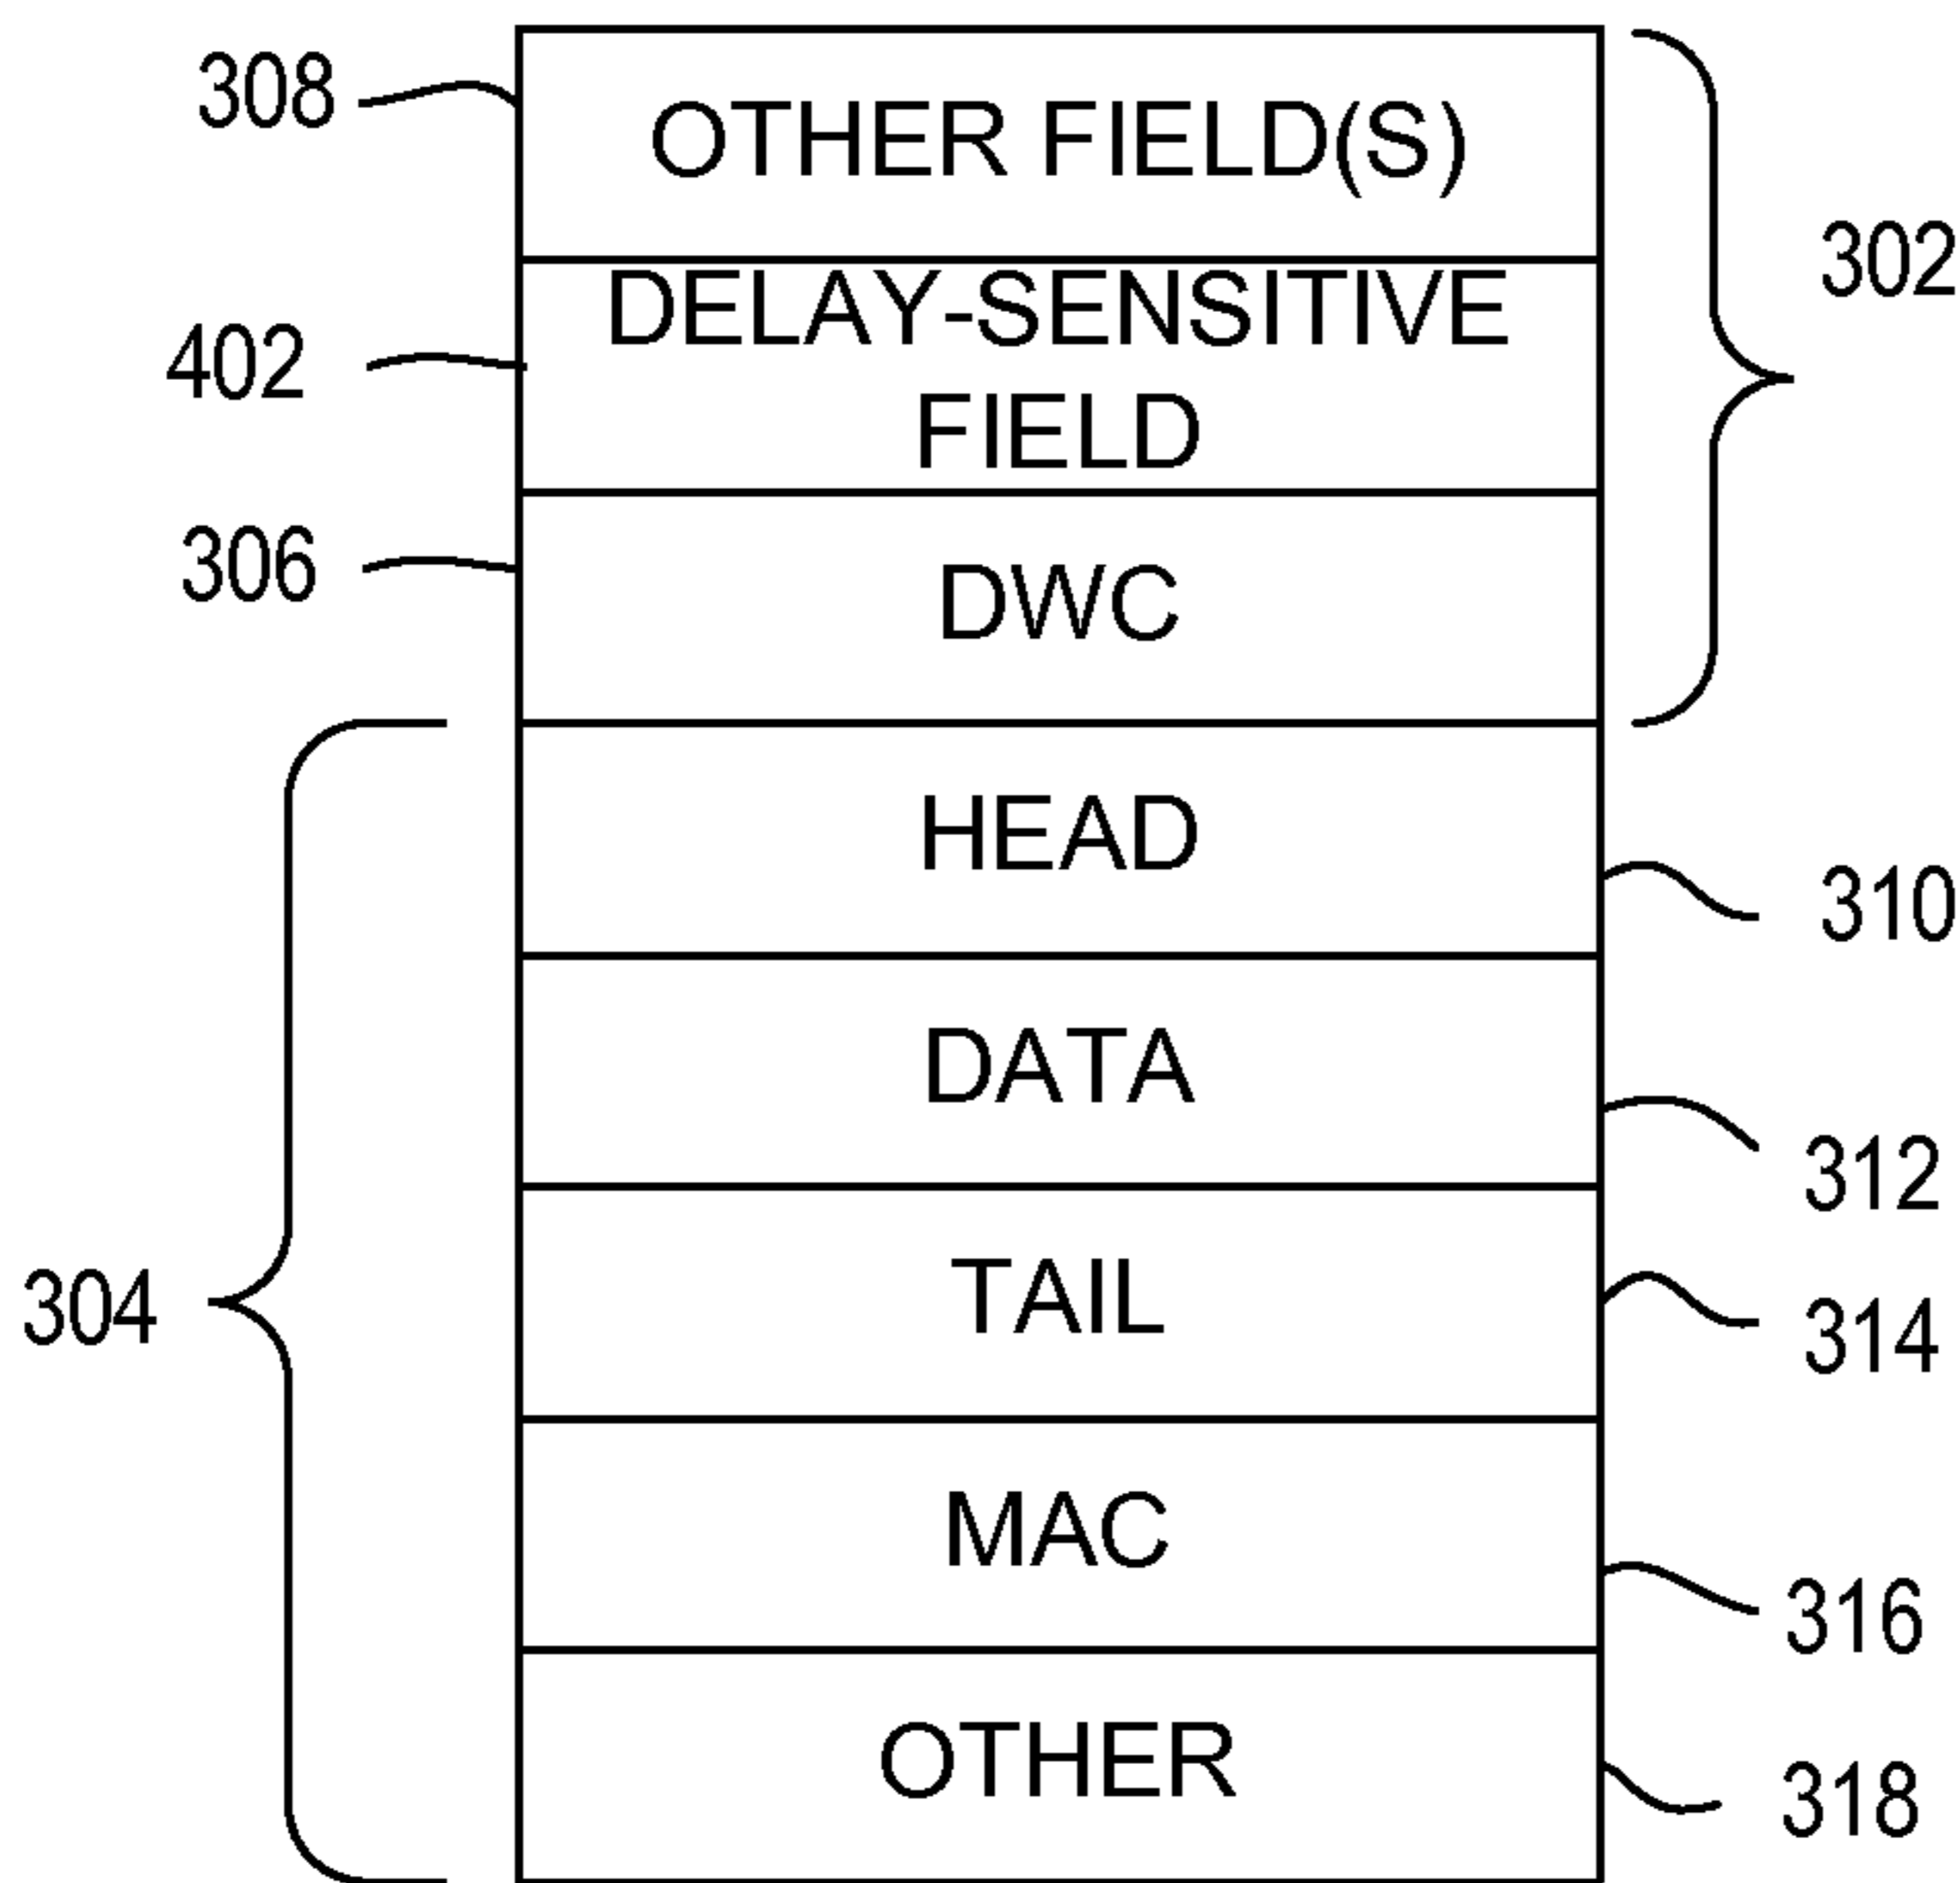 308
OTHER FIELD(S)
302
402
DELAY-SENSITIVE
FIELD
306
DWC
HEAD
310
DATA
312
304
TAIL
314
MAC
316
OTHER
318